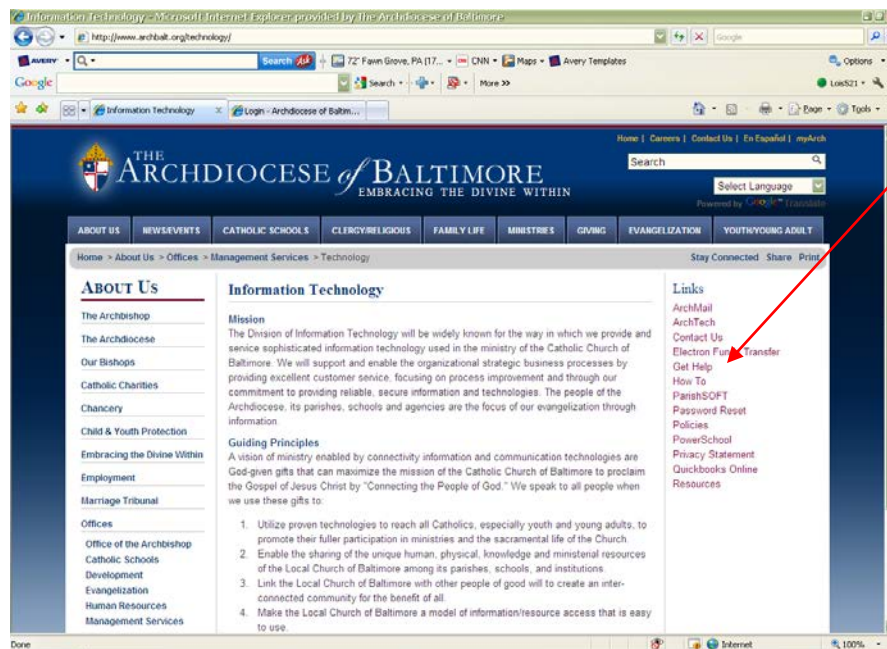 Information Technology - Microsoft Internet Explorer provided by The Archdiocese of Baltimore
http://www.archbalt.org/technology/
Google
AVERY
Search
72° Fawn Grove, PA (17...
CNN
Maps
Avery Templates
Options
Google
Search
More >>
Lois521
Information Technology
Login - Archdiocese of Baltim...
Page
Tools
Home | Careers | Contact Us | En Español | myArch
THE
ARCHDIOCESE of BALTIMORE
EMBRACING THE DIVINE WITHIN
Search
Select Language
Powered by Google™ Translate
ABOUT US NEWS/EVENTS CATHOLIC SCHOOLS CLERGY/RELIGIOUS FAMILY LIFE MINISTRIES GIVING EVANGELIZATION YOUTH/YOUNG ADULT
Home > About Us > Offices > Management Services > Technology
Stay Connected Share Print
ABOUT US
The Archbishop
The Archdiocese
Our Bishops
Catholic Charities
Chancery
Child & Youth Protection
Embracing the Divine Within
Employment
Marriage Tribunal
Offices
Office of the Archbishop
Catholic Schools
Development
Evangelization
Human Resources
Management Services
Information Technology
Mission
The Division of Information Technology will be widely known for the way in which we provide and
service sophisticated information technology used in the ministry of the Catholic Church of
Baltimore. We will support and enable the organizational strategic business processes by
providing excellent customer service, focusing on process improvement and through our
commitment to providing reliable, secure information and technologies. The people of the
Archdiocese, its parishes, schools and agencies are the focus of our evangelization through
information.
Guiding Principles
A vision of ministry enabled by connectivity information and communication technologies are
God-given gifts that can maximize the mission of the Catholic Church of Baltimore to proclaim
the Gospel of Jesus Christ by "Connecting the People of God." We speak to all people when
we use these gifts to:
1. Utilize proven technologies to reach all Catholics, especially youth and young adults, to
promote their fuller participation in ministries and the sacramental life of the Church.
2. Enable the sharing of the unique human, physical, knowledge and ministerial resources
of the Local Church of Baltimore among its parishes, schools, and institutions.
3. Link the Local Church of Baltimore with other people of good will to create an inter-
connected community for the benefit of all.
4. Make the Local Church of Baltimore a model of information/resource access that is easy
to use.
Links
ArchMail
ArchTech
Contact Us
Electron Transfer
Get Help
How To
ParishSOFT
Password Reset
Policies
PowerSchool
Privacy Statement
Quickbooks Online
Resources
Done
Internet
100%